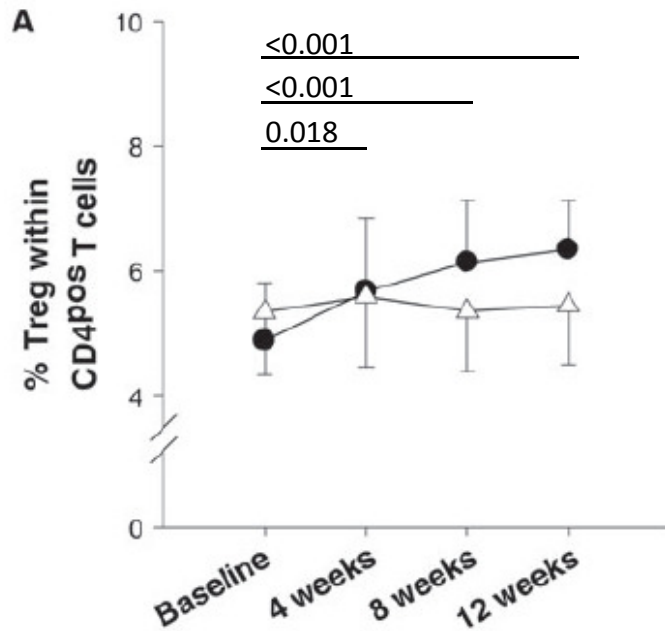 A
10
8
6
4
0
% Treg within
CD4pos T cells
<0.001
<0.001
0.018
Baseline
4 weeks
8 weeks
12 weeks